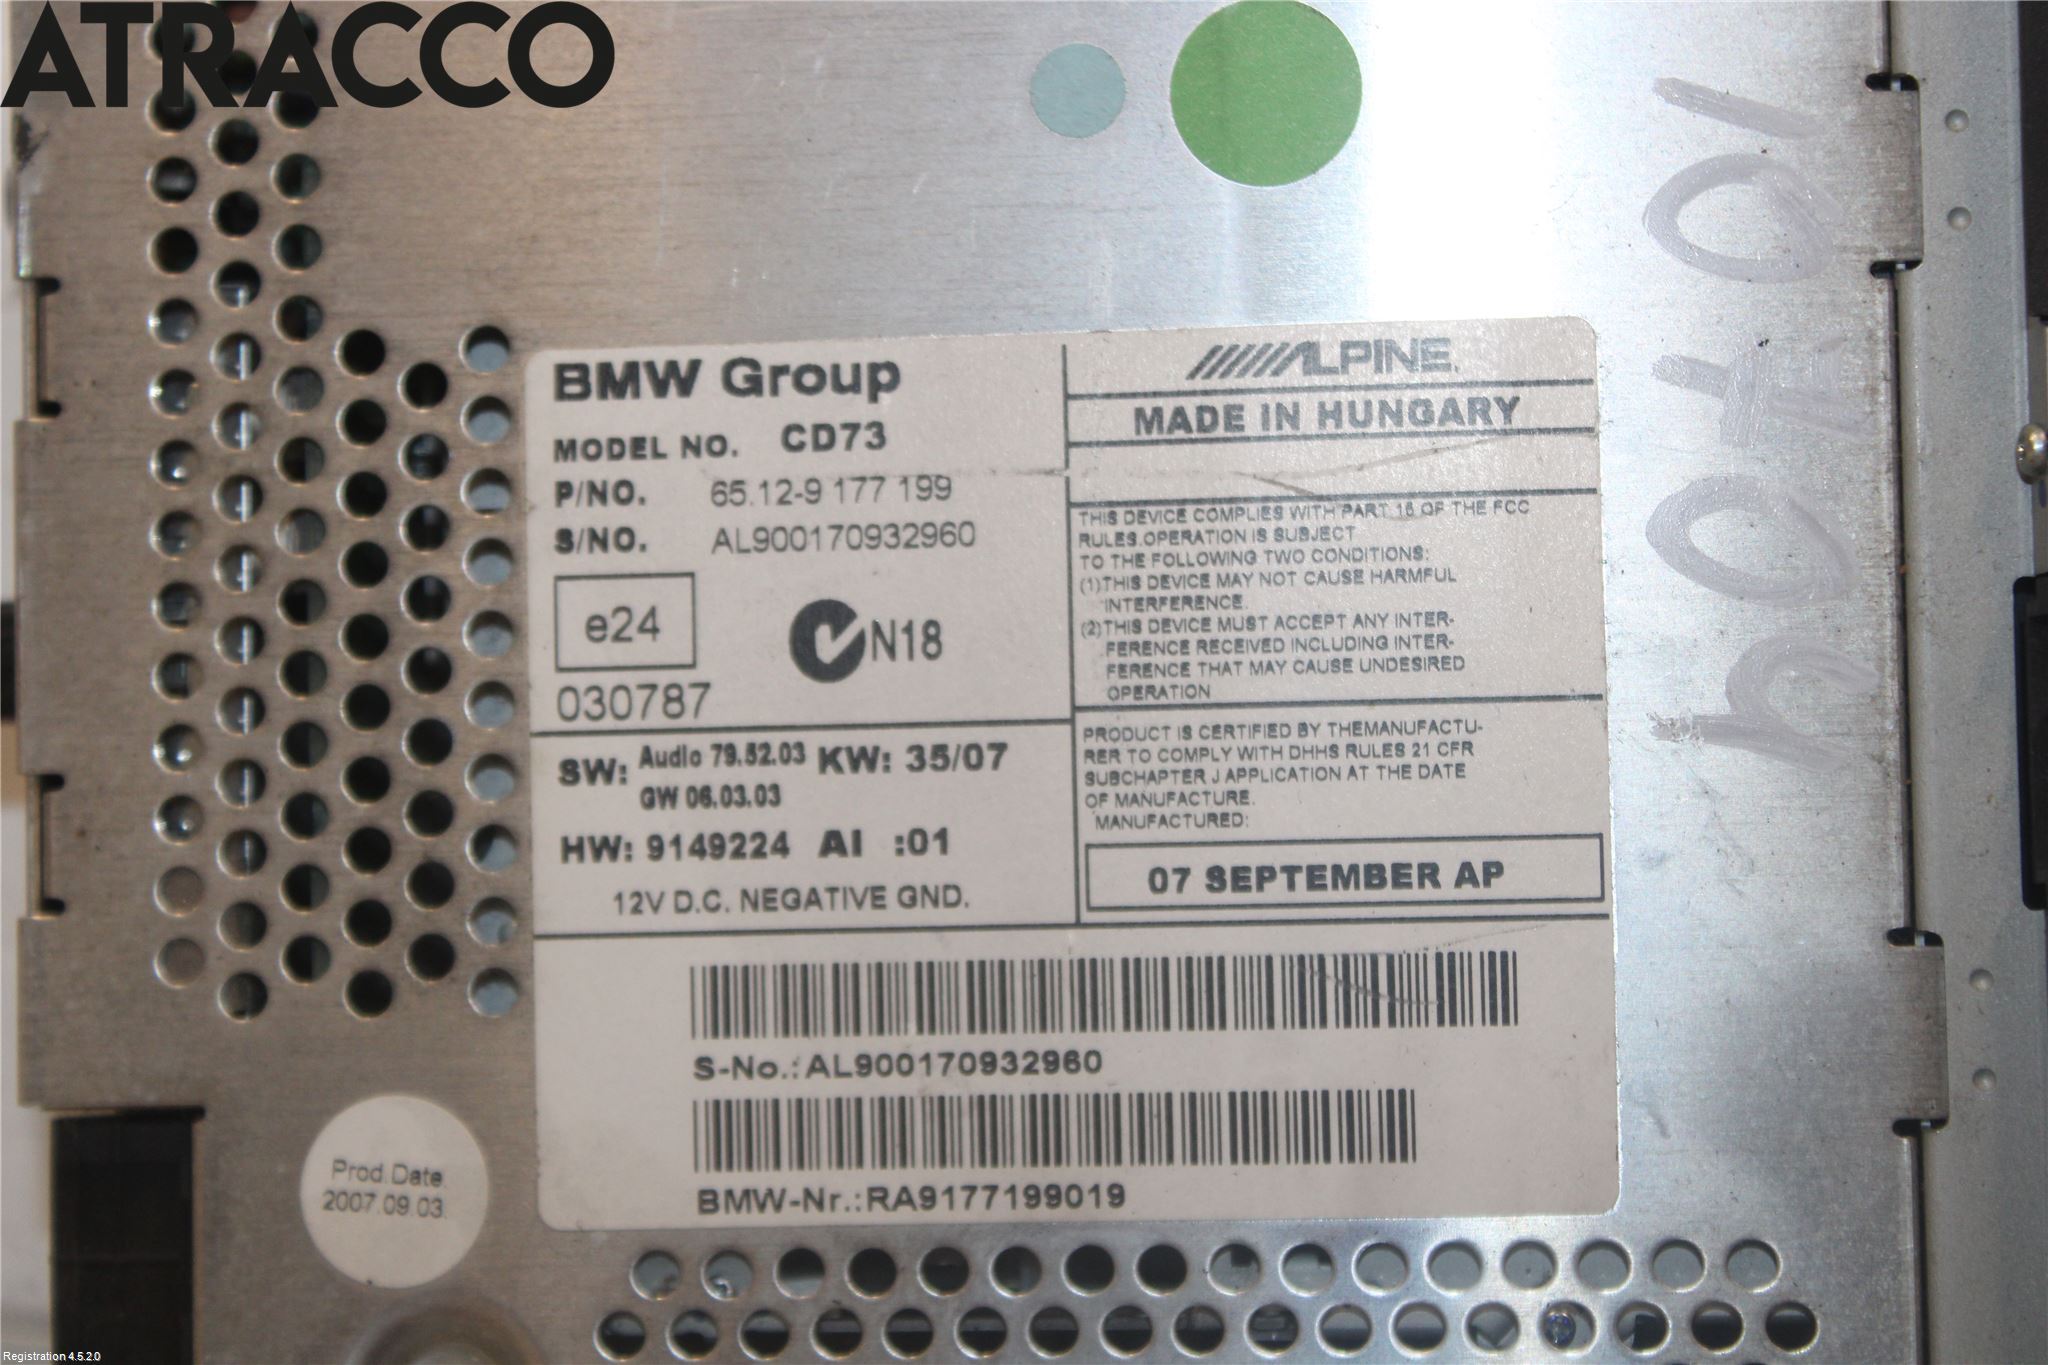 ATRACCO
BMW Group
MODEL NO. CD73
P/NO. 65.12-9 177 199
S/NO. AL900170932960
e24
N18
030787
SW: Audio 79.52.03 KW: 35/07
GW 06.03.03
HW: 9149224 AI :01
12V D.C. NEGATIVE GND.
ALPINE.
MADE IN HUNGARY
THIS DEVICE COMPLIES WITH PART 15 OF THE FCC
RULES.OPERATION IS SUBJECT
TO THE FOLLOWING TWO CONDITIONS:
(1)THIS DEVICE MAY NOT CAUSE HARMFUL
INTERFERENCE.
(2)THIS DEVICE MUST ACCEPT ANY INTER-
FERENCE RECEIVED INCLUDING INTER-
FERENCE THAT MAY CAUSE UNDESIRED
OPERATION
PRODUCT IS CERTIFIED BY THEMANUFACTU-
RER TO COMPLY WITH DHHS RULES 21 CFR
SUBCHAPTER J APPLICATION AT THE DATE
OF MANUFACTURE.
MANUFACTURED:
07 SEPTEMBER AP
S-No.:AL900170932960
BMW-Nr.:RA9177199019
Prod.Date.
2007.09.03.
Registration 4.5.2.0